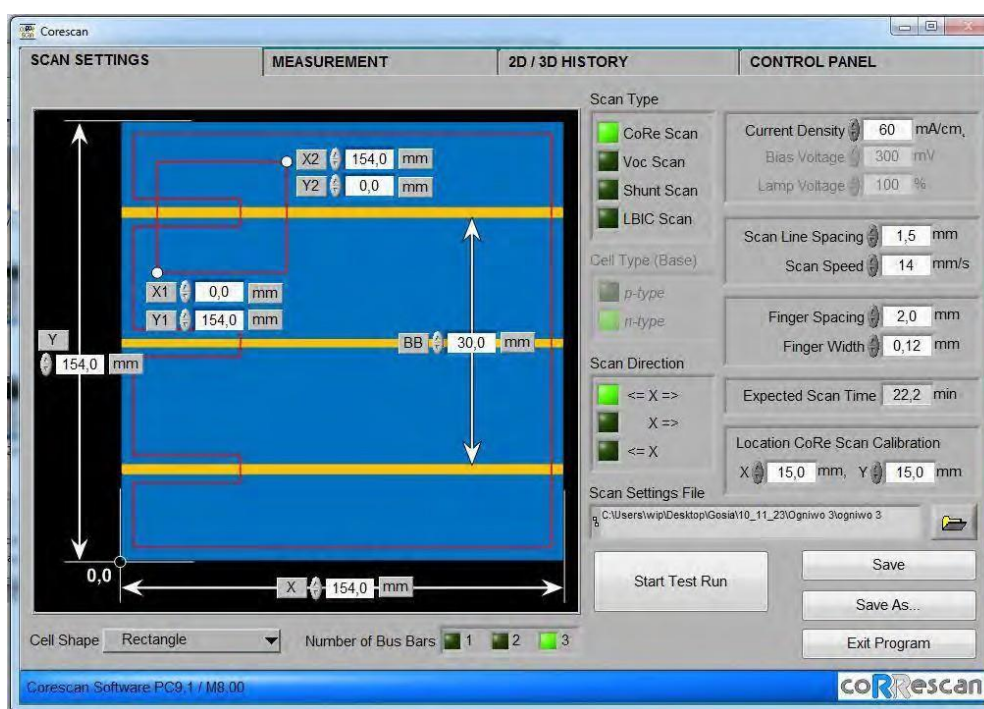 Corescan
SCAN SETTINGS
MEASUREMENT
2D / 3D HISTORY
CONTROL PANEL
X2 154,0 mm
Y2 0,0 mm
X1 0,0 mm
Y1 154,0 mm
Y
154,0 mm
BB 30,0 mm
0,0
X 154,0 mm
Cell Shape Rectangle
Number of Bus Bars 1 2 3
Scan Type
CoRe Scan
Voc Scan
Shunt Scan
LBIC Scan
Cell Type (Base)
p-type
n-type
Scan Direction
<= X =>
X =>
<= X
Current Density 60 mA/cm,
Bias Voltage 300 mV
Lamp Voltage 100 %
Scan Line Spacing 1,5 mm
Scan Speed 14 mm/s
Finger Spacing 2,0 mm
Finger Width 0,12 mm
Expected Scan Time 22,2 min
Location CoRe Scan Calibration
X 15,0 mm, Y 15,0 mm
Scan Settings File
C:\Users\wip\Desktop\Gosia\10_11_23\Ogniwo 3\ogniwo 3
Start Test Run
Save
Save As...
Exit Program
Corescan Software PC9,1 / M8,00
coRRescan